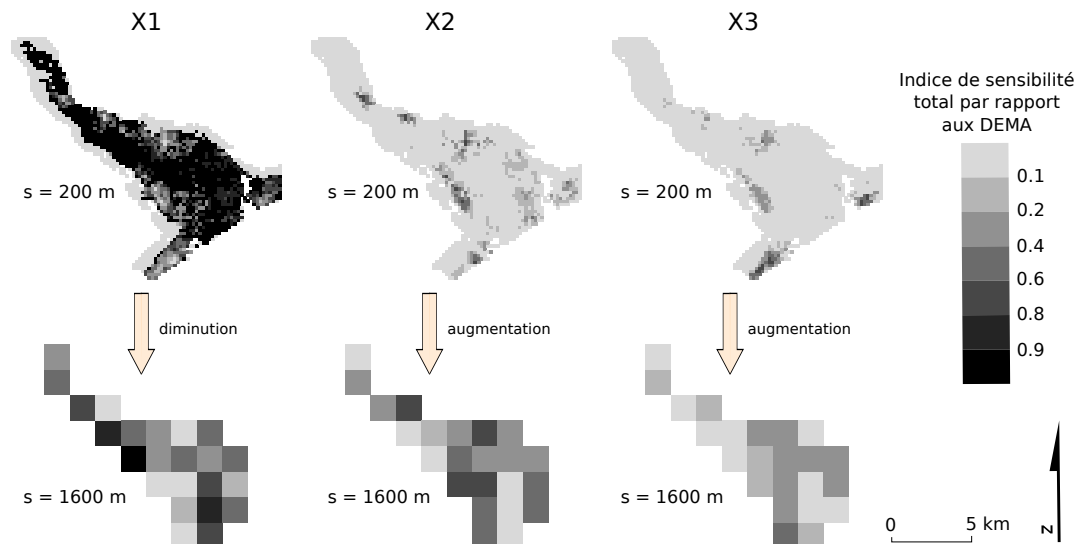 X1
X2
X3
s = 200 m
s = 200 m
s = 200 m
Indice de sensibilité
total par rapport
aux DEMA
0.1
0.2
0.4
0.6
0.8
0.9
diminution
augmentation
augmentation
s = 1600 m
s = 1600 m
s = 1600 m
0
5 km
N